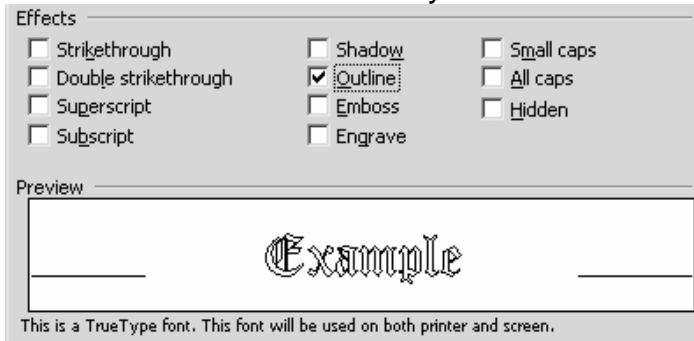 Effects
Strikethrough Shadow Small caps
Double strikethrough Outline All caps
Superscript Emboss Hidden
Subscript Engrave
Preview
Example
This is a TrueType font. This font will be used on both printer and screen.